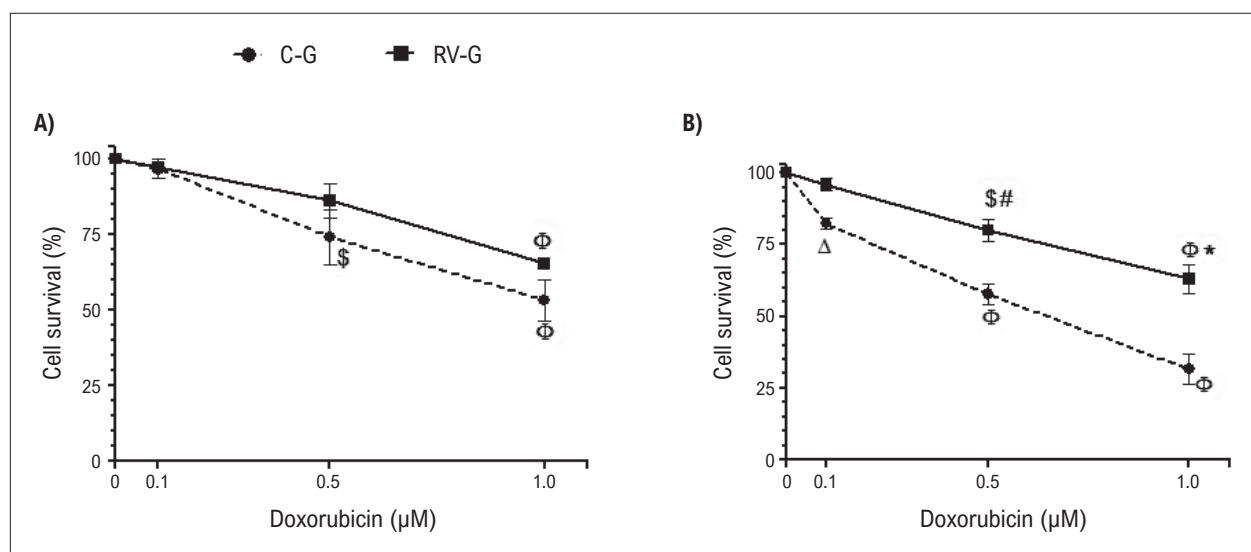 C-G RV-G
A)
Cell survival (%)
100
75
50
25
0
$
Φ
Φ
0 0.1 0.5 1.0
Doxorubicin (µM)
B)
Cell survival (%)
100
75
50
25
0
Δ
$#
Φ
Φ *
Φ
0 0.1 0.5 1.0
Doxorubicin (µM)